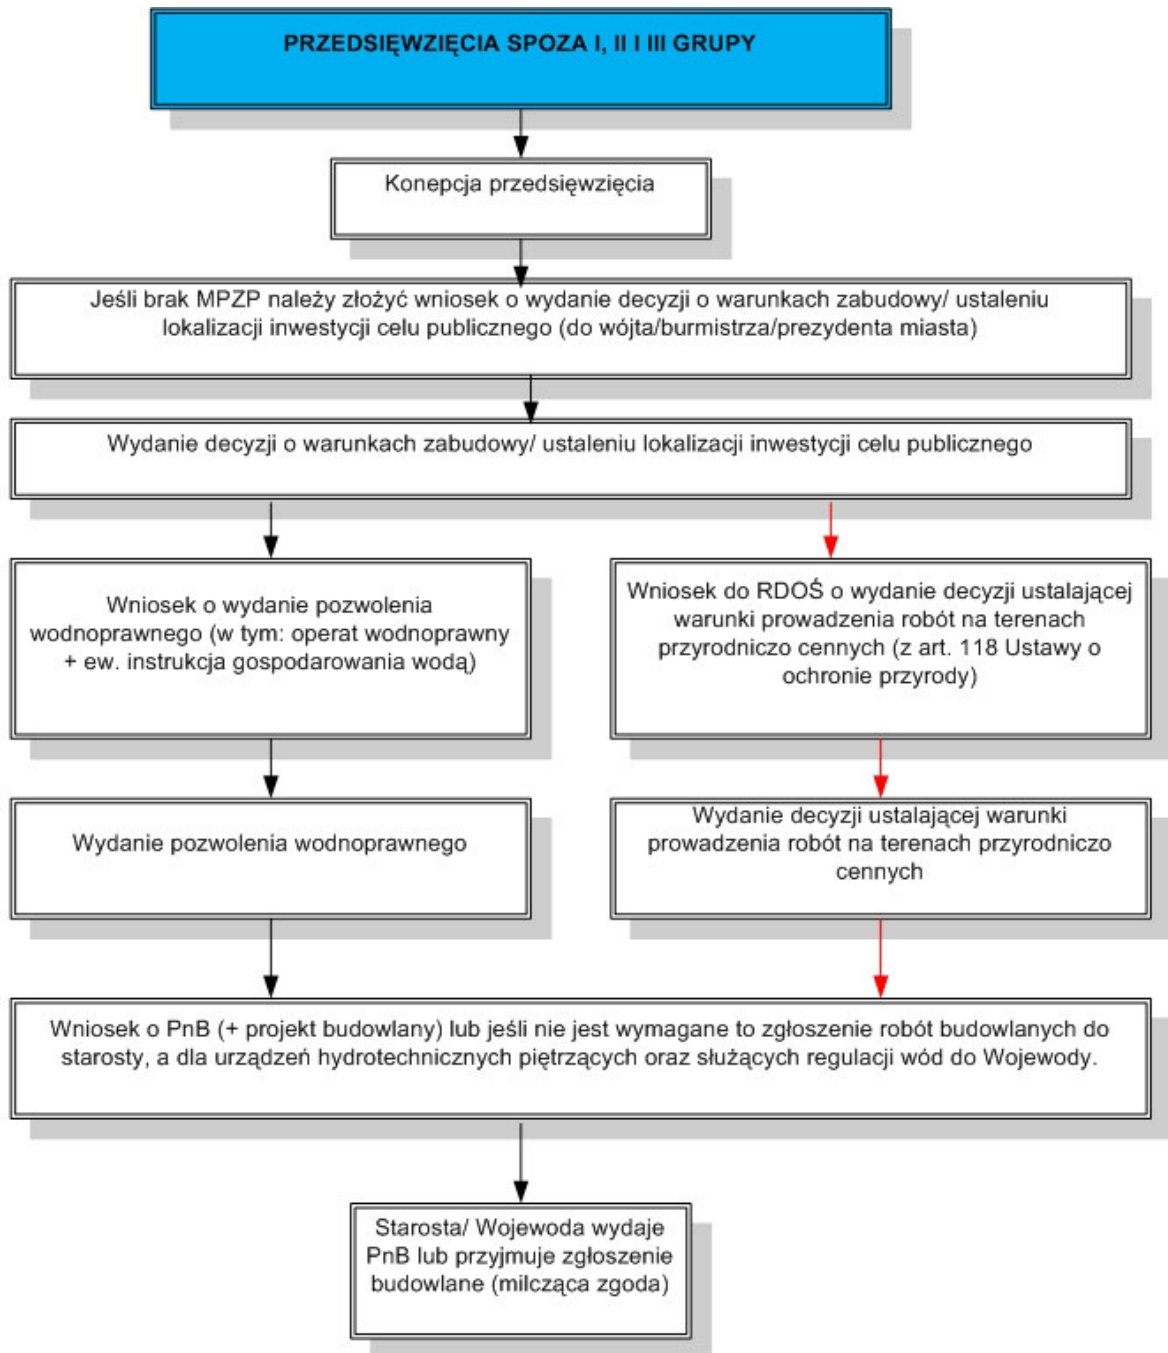 PRZEDSIĘWZIĘCIA SPOZA I, II I III GRUPY
Konepcja przedsięwzięcia
Jeśli brak MPZP należy złożyć wniosek o wydanie decyzji o warunkach zabudowy/ ustaleniu
lokalizacji inwestycji celu publicznego (do wójta/burmistrza/prezydenta miasta)
Wydanie decyzji o warunkach zabudowy/ ustaleniu lokalizacji inwestycji celu publicznego
Wniosek o wydanie pozwolenia
wodnoprawnego (w tym: operat wodnoprawny
+ ew. instrukcja gospodarowania wodą)
Wniosek do RDOŚ o wydanie decyzji ustalającej
warunki prowadzenia robót na terenach
przyrodniczo cennych (z art. 118 Ustawy o
ochronie przyrody)
Wydanie pozwolenia wodnoprawnego
Wydanie decyzji ustalającej warunki
prowadzenia robót na terenach przyrodniczo
cennych
Wniosek o PnB (+ projekt budowlany) lub jeśli nie jest wymagane to zgłoszenie robót budowlanych do
starosty, a dla urządzeń hydrotechnicznych piętrzących oraz służących regulacji wód do Wojewody.
Starosta/ Wojewoda wydaje
PnB lub przyjmuje zgłoszenie
budowlane (milcząca zgoda)